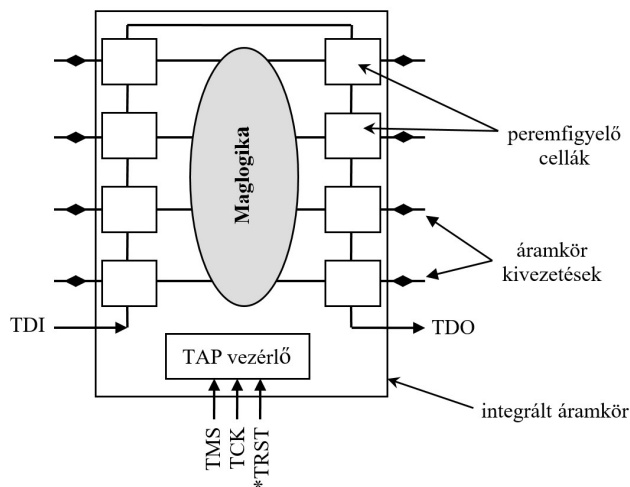 peremfigyelő
cellák
Maglogika
áramkör
kivezetések
TDI
TDO
TAP vezérlő
integrált áramkör
TMS
TCK
*TRST